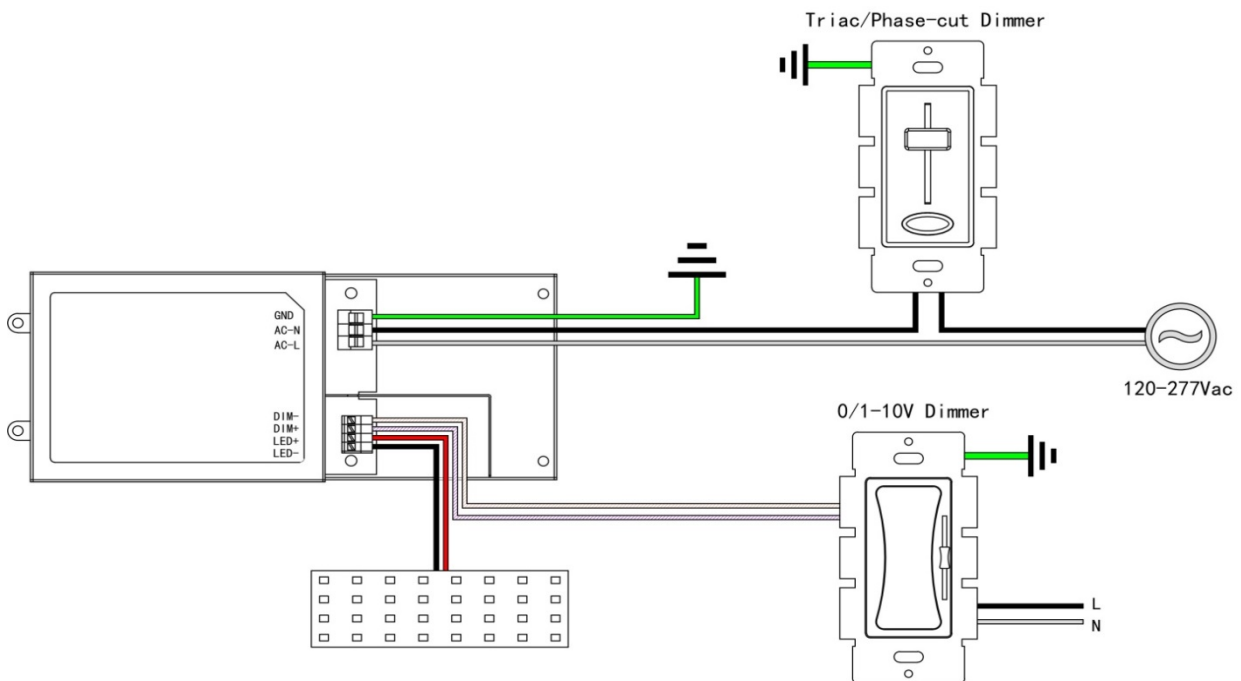 Triac/Phase-cut Dimmer
GND
AC-N
AC-L
120-277Vac
DIM-
DIM+
LED+
LED-
0/1-10V Dimmer
L
N